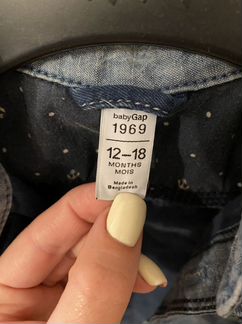 babyGap
1969
12–18
MONTHS
MOIS
Made in
Bangladesh